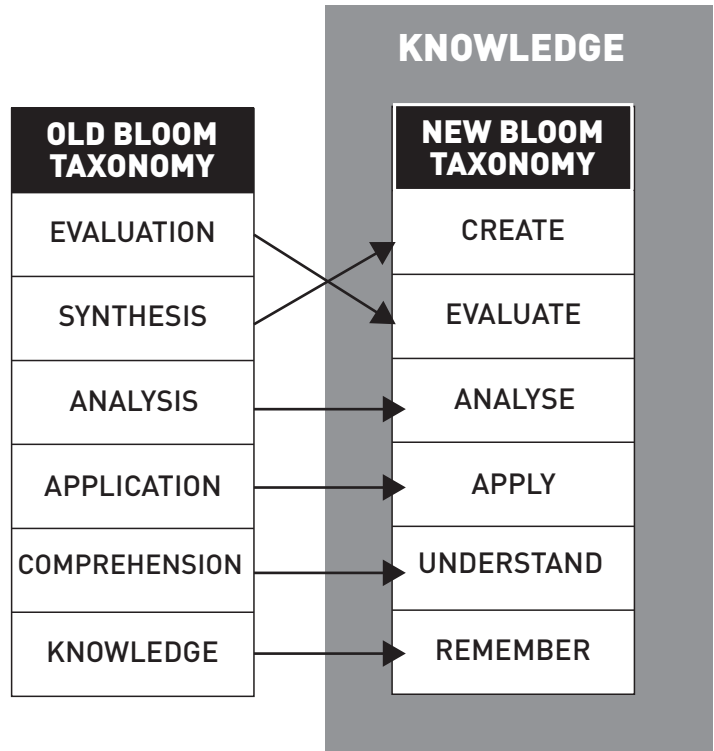 KNOWLEDGE
OLD BLOOM
TAXONOMY
EVALUATION
SYNTHESIS
ANALYSIS
APPLICATION
COMPREHENSION
KNOWLEDGE
NEW BLOOM
TAXONOMY
CREATE
EVALUATE
ANALYSE
APPLY
UNDERSTAND
REMEMBER